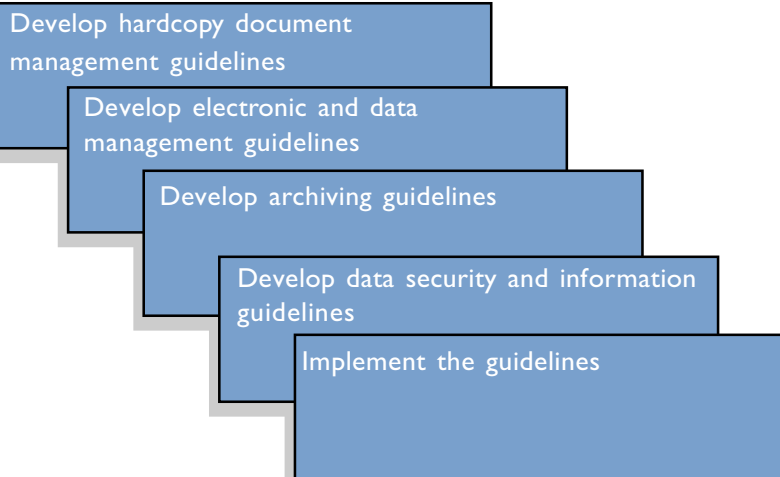 Develop hardcopy document
management guidelines
Develop electronic and data
management guidelines
Develop archiving guidelines
Develop data security and information
guidelines
Implement the guidelines